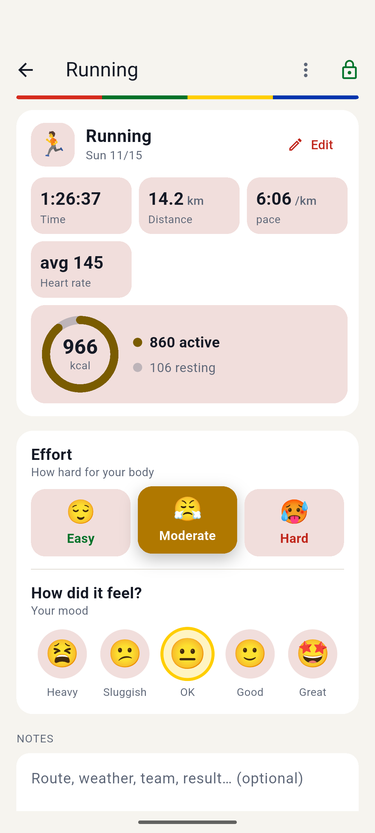 Running
Running
Sun 11/15
Edit
1:26:37
Time
14.2 km
Distance
6:06 /km
pace
avg 145
Heart rate
966
kcal
860 active
106 resting
Effort
How hard for your body
Easy
Moderate
Hard
How did it feel?
Your mood
Heavy
Sluggish
OK
Good
Great
NOTES
Route, weather, team, result… (optional)